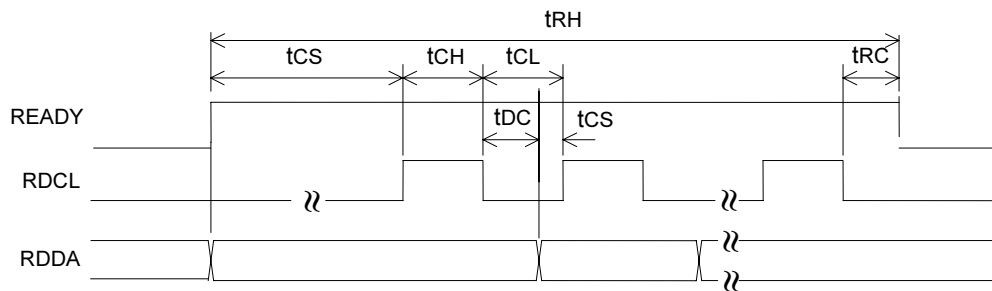 tRH
tCS tCH tCL tRC
READY tDC tCS
RDCL
RDDA